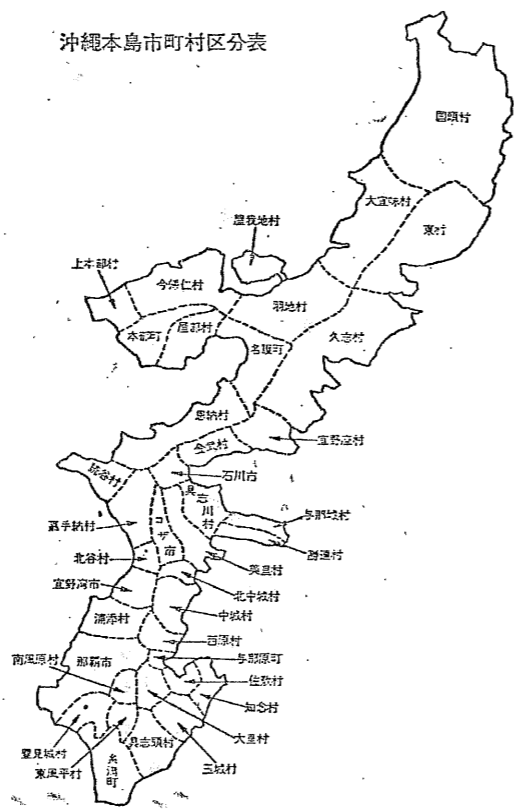 沖縄本島市町村区分表
国頭村
大宜味村
東村
屋我地村
上本部村
今帰仁村
羽地村
本部町
屋部村
名護町
久志村
恩納村
金武村
宜野座村
石川市
読谷村
具志川村
与那城村
勝連村
嘉手納村
コザ市
美里村
北谷村
北中城村
宜野湾市
中城村
浦添村
西原村
那覇市
与那原町
南風原村
佐敷村
知念村
大里村
具志頭村
玉城村
豊見城村
東風平村
糸満町